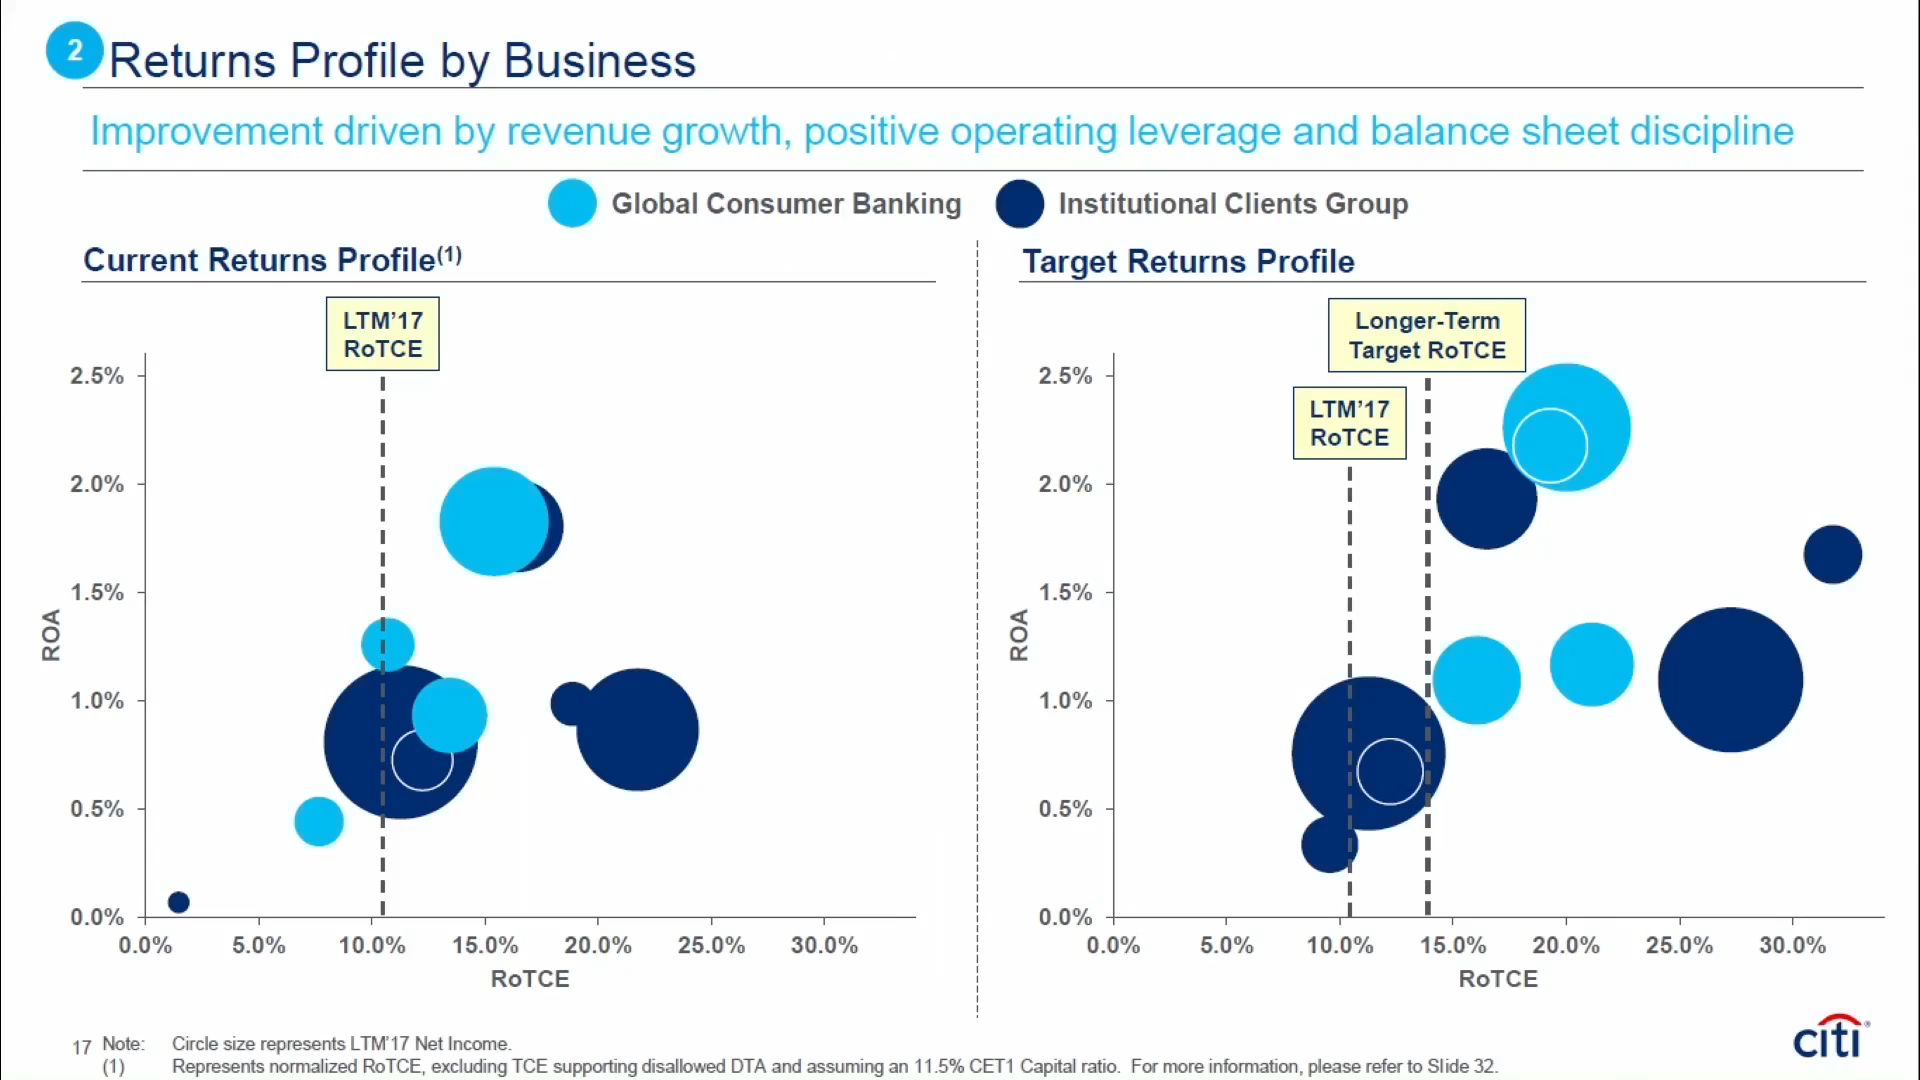 2
Returns Profile by Business
Improvement driven by revenue growth, positive operating leverage and balance sheet discipline
Global Consumer Banking
Institutional Clients Group
Current Returns Profile(1)
LTM’17
RoTCE
2.5%
2.0%
1.5%
1.0%
0.5%
0.0%
ROA
0.0% 5.0% 10.0% 15.0% 20.0% 25.0% 30.0%
RoTCE
Target Returns Profile
Longer-Term
Target RoTCE
LTM’17
RoTCE
2.5%
2.0%
1.5%
1.0%
0.5%
0.0%
ROA
0.0% 5.0% 10.0% 15.0% 20.0% 25.0% 30.0%
RoTCE
17 Note: Circle size represents LTM’17 Net Income.
(1) Represents normalized RoTCE, excluding TCE supporting disallowed DTA and assuming an 11.5% CET1 Capital ratio. For more information, please refer to Slide 32.
citi®